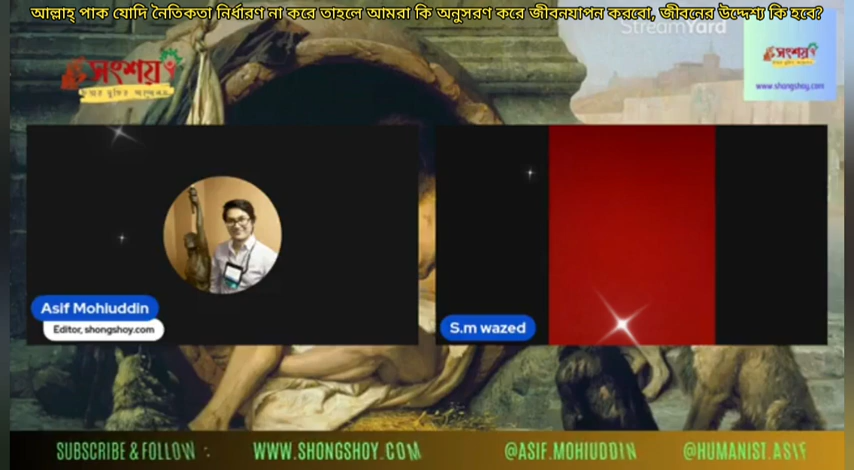 আল্লাহ্ পাক যোদি নৈতিকতা নির্ধারণ না করে তাহলে আমরা কি অনুসরণ করে জীবনযাপন করবো, জীবনের উদ্দেশ্য কি হবে?
StreamYard
সংশয়
সংশয়
www.shongshoy.com
Asif Mohiuddin
Editor, shongshoy.com
S.m wazed
SUBSCRIBE & FOLLOW :
WWW.SHONGSHOY.COM
@ASIF.MOHIUDDIN
@HUMANIST.ASIF